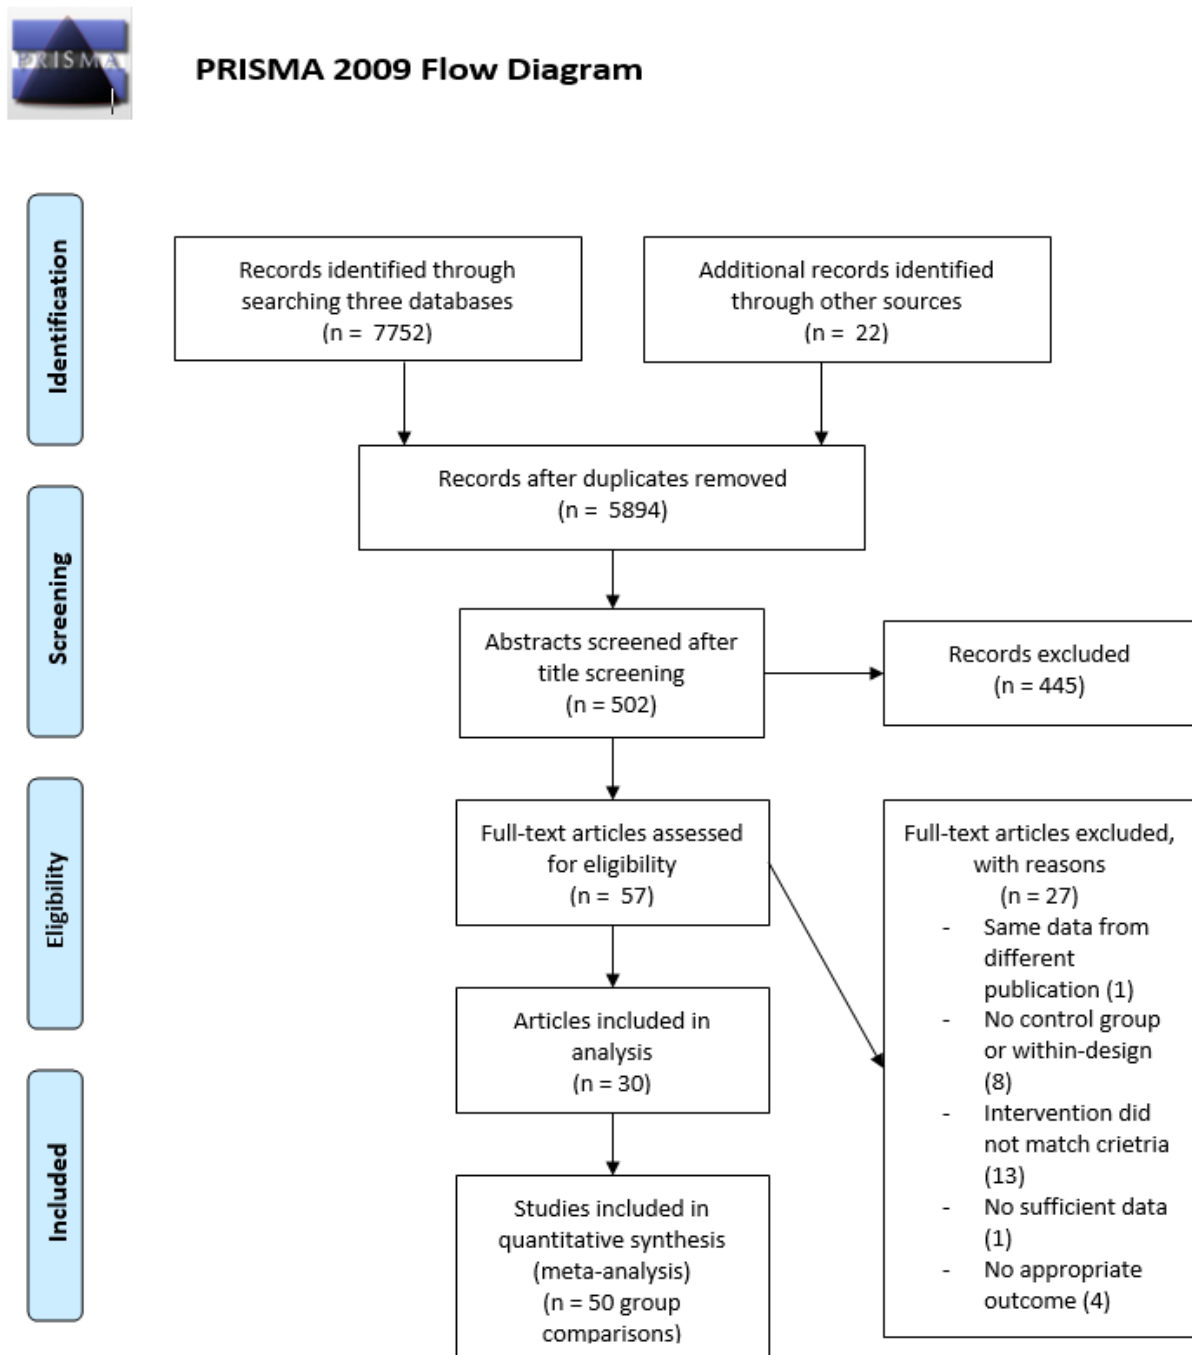 PRISMA
PRISMA 2009 Flow Diagram
Identification
Records identified through
searching three databases
(n = 7752)
Additional records identified
through other sources
(n = 22)
Records after duplicates removed
(n = 5894)
Screening
Abstracts screened after
title screening
(n = 502)
Records excluded
(n = 445)
Eligibility
Full-text articles assessed
for eligibility
(n = 57)
Full-text articles excluded,
with reasons
(n = 27)
- Same data from
different
publication (1)
- No control group
or within-design
(8)
- Intervention did
not match crietria
(13)
- No sufficient data
(1)
- No appropriate
outcome (4)
Articles included in
analysis
(n = 30)
Included
Studies included in
quantitative synthesis
(meta-analysis)
(n = 50 group
comparisons)